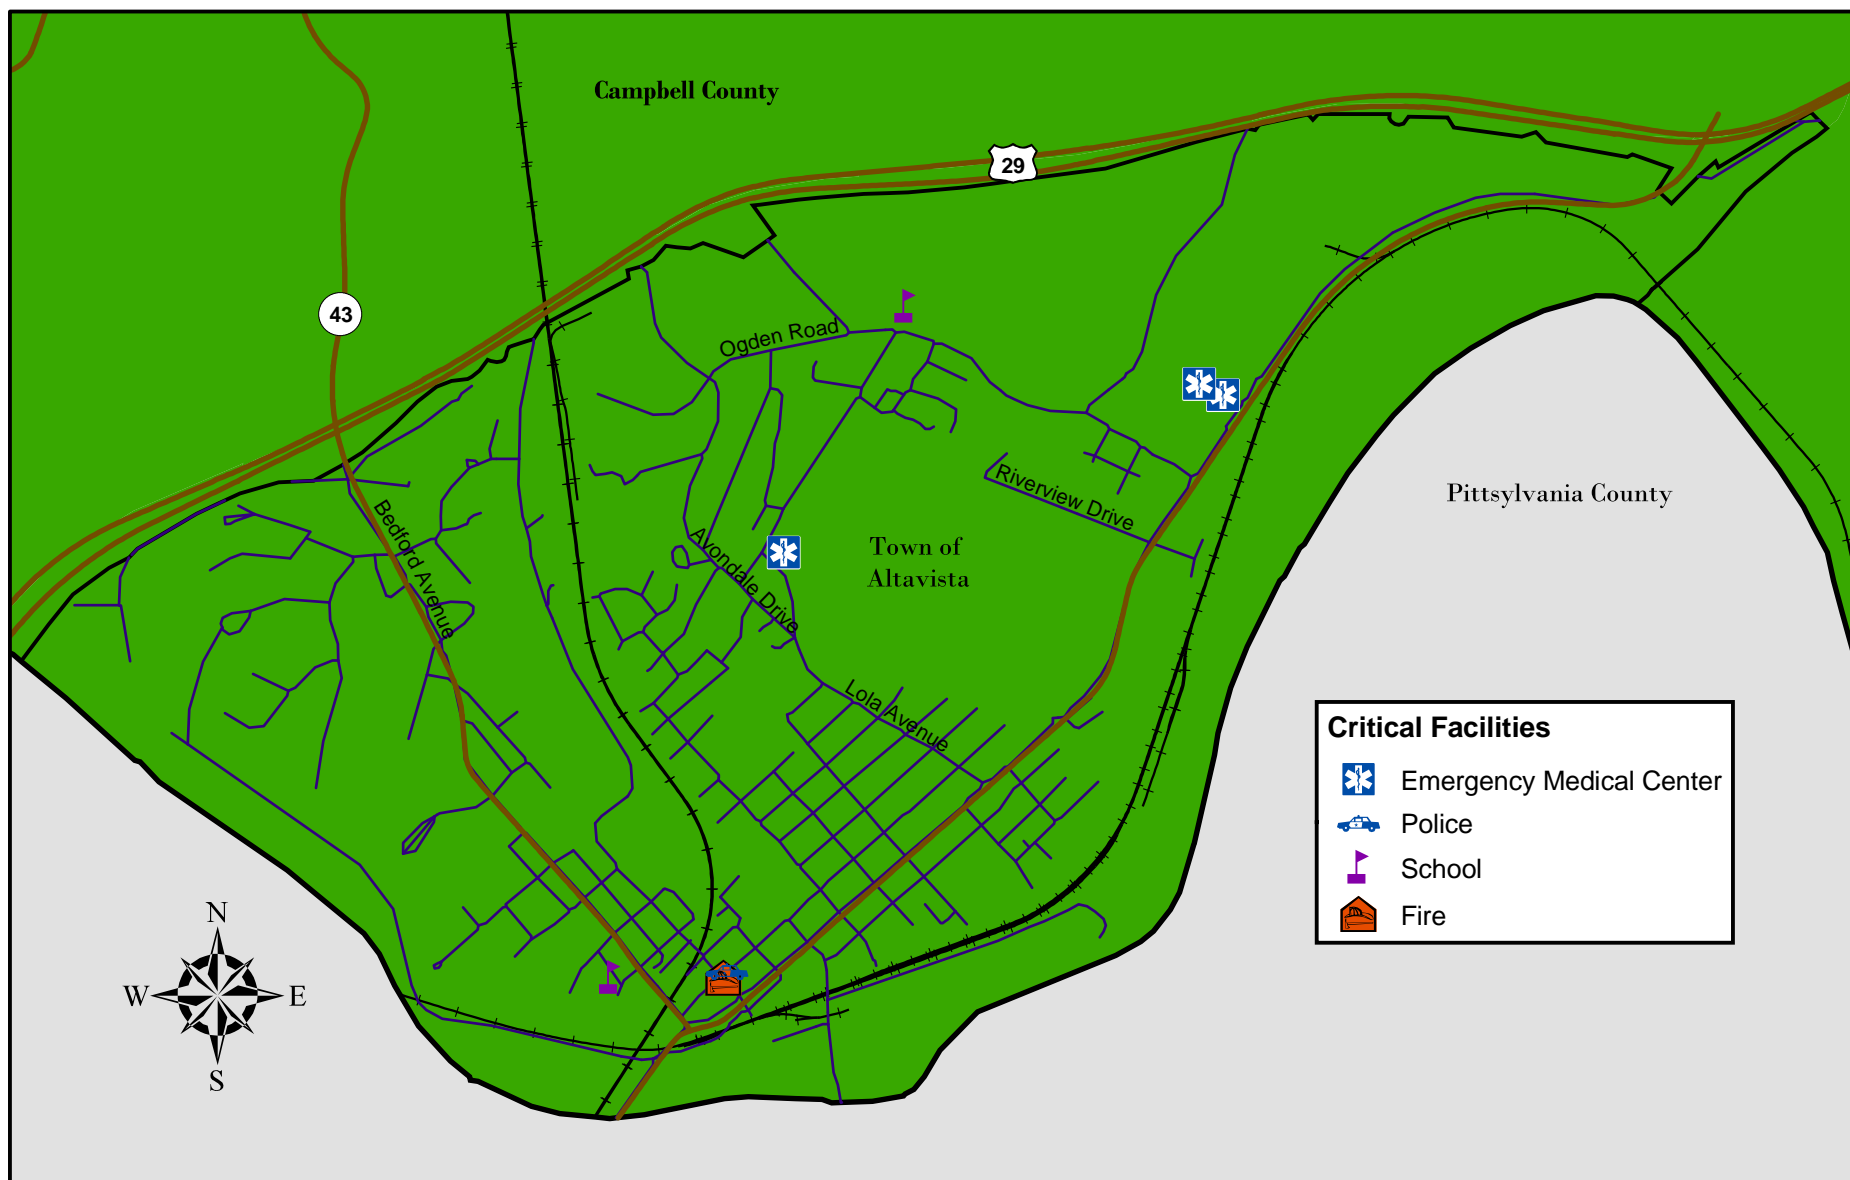 Campbell County
29
43
Ogden Road
Riverview Drive
Pittsylvania County
Bedford Avenue
Avondale Drive
Town of
Altavista
Lola Avenue
Critical Facilities
Emergency Medical Center
Police
School
Fire
N
W
E
S